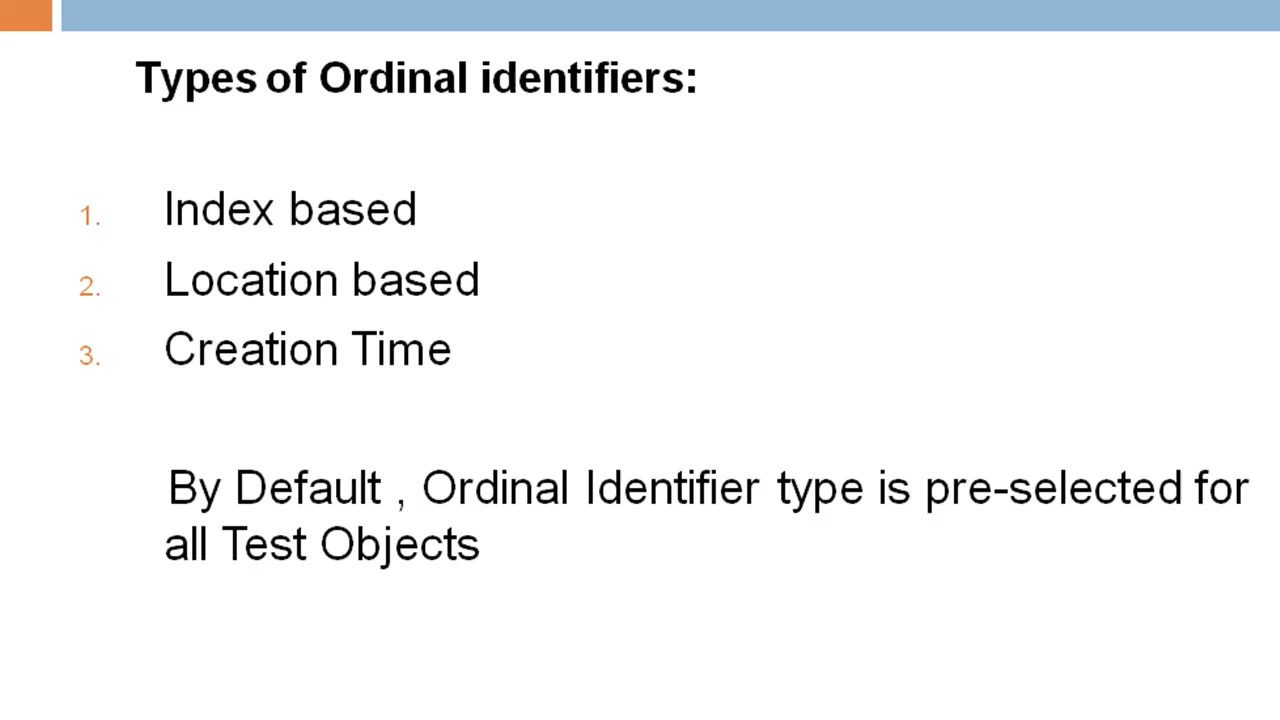 Types of Ordinal identifiers:
1. Index based
2. Location based
3. Creation Time
By Default , Ordinal Identifier type is pre-selected for
all Test Objects